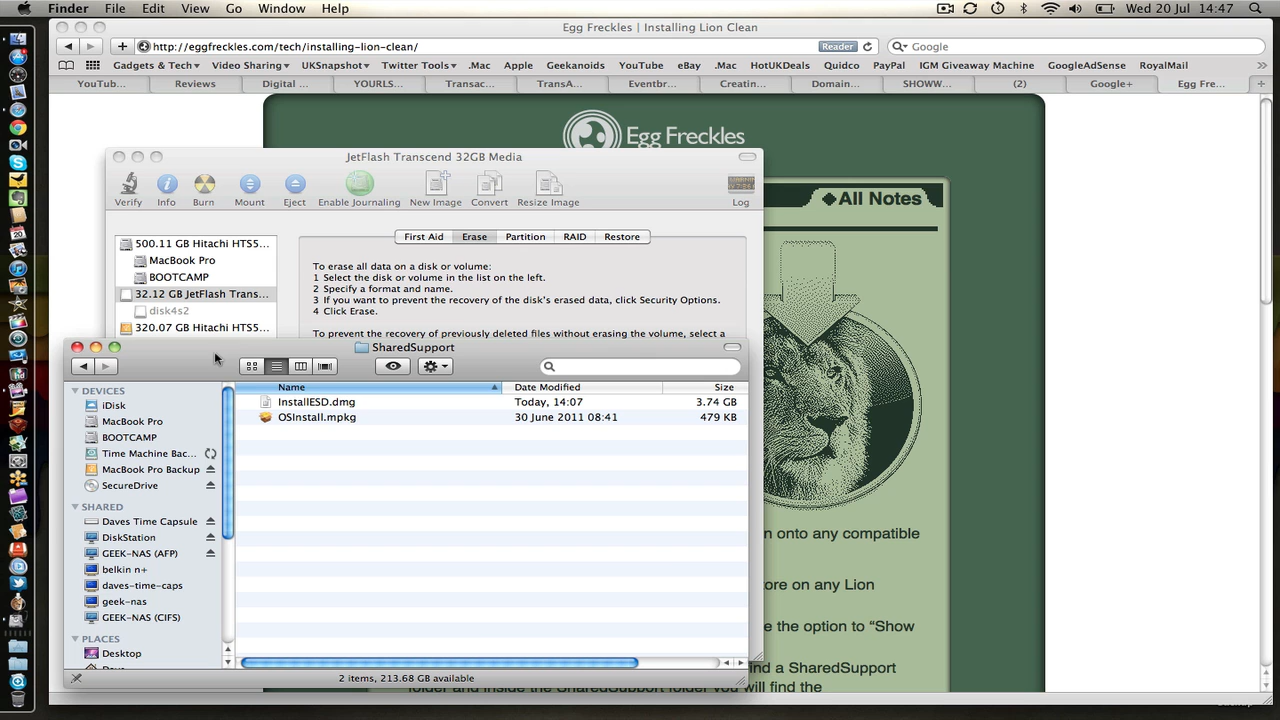 Finder File Edit View Go Window Help Wed 20 Jul 14:47
Egg Freckles | Installing Lion Clean
http://eggfreckles.com/tech/installing-lion-clean/ Reader Google
Gadgets & Tech Video Sharing UKSnapshot Twitter Tools .Mac Apple Geekanoids YouTube eBay .Mac HotUKDeals Quidco PayPal IGM Giveaway Machine GoogleAdSense RoyalMail
YouTub... Reviews Digital ... YOURLS... Transac... TransA... Eventbr... Creatin... Domain... SHOWW... (2) Google+ Egg Fre...
Egg Freckles
All Notes
JetFlash Transcend 32GB Media
Verify Info Burn Mount Eject Enable Journaling New Image Convert Resize Image Log
First Aid Erase Partition RAID Restore
500.11 GB Hitachi HTS5...
MacBook Pro
BOOTCAMP
32.12 GB JetFlash Trans...
disk4s2
320.07 GB Hitachi HTS5...
To erase all data on a disk or volume:
1 Select the disk or volume in the list on the left.
2 Specify a format and name.
3 If you want to prevent the recovery of the disk's erased data, click Security Options.
4 Click Erase.
To prevent the recovery of previously deleted files without erasing the volume, select a
SharedSupport
Name Date Modified Size
InstallESD.dmg Today, 14:07 3.74 GB
OSInstall.mpkg 30 June 2011 08:41 479 KB
DEVICES
iDisk
MacBook Pro
BOOTCAMP
Time Machine Bac...
MacBook Pro Backup
SecureDrive
SHARED
Daves Time Capsule
DiskStation
GEEK-NAS (AFP)
belkin n+
daves-time-caps
geek-nas
GEEK-NAS (CIFS)
PLACES
Desktop
2 items, 213.68 GB available
n onto any compatible
ore on any Lion
e the option to “Show
ind a SharedSupport
folder and inside the SharedSupport folder you will find the